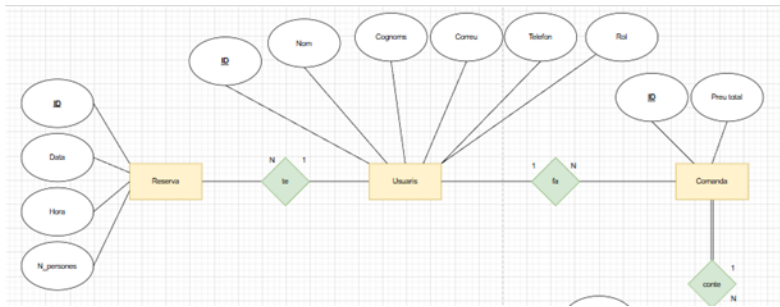 ID
Nom
Cognoms
Correu
Telefon
Rol
ID
Preu total
ID
Data
Hora
N_persones
Reserva
N
te
1
Usuaris
1
fa
N
Comanda
1
conte
N